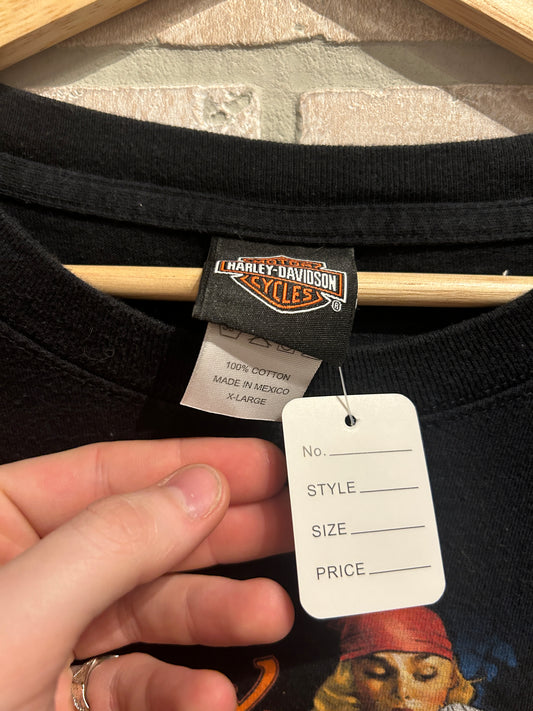 MOTOR
HARLEY-DAVIDSON
CYCLES
®
100% COTTON
MADE IN MEXICO
X-LARGE
No.
STYLE
SIZE
PRICE